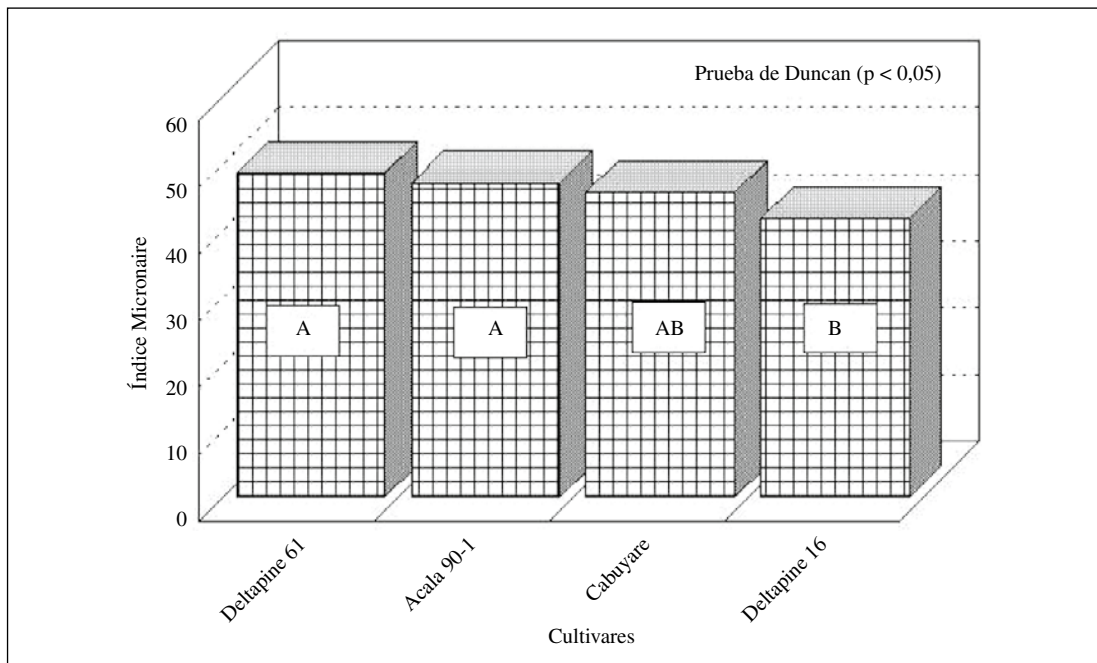 Prueba de Duncan (p < 0,05)
Índice Micronaire
60
50
40
30
20
10
0
A
A
AB
B
Deltapine 61
Acala 90-1
Cabuyare
Deltapine 16
Cultivares